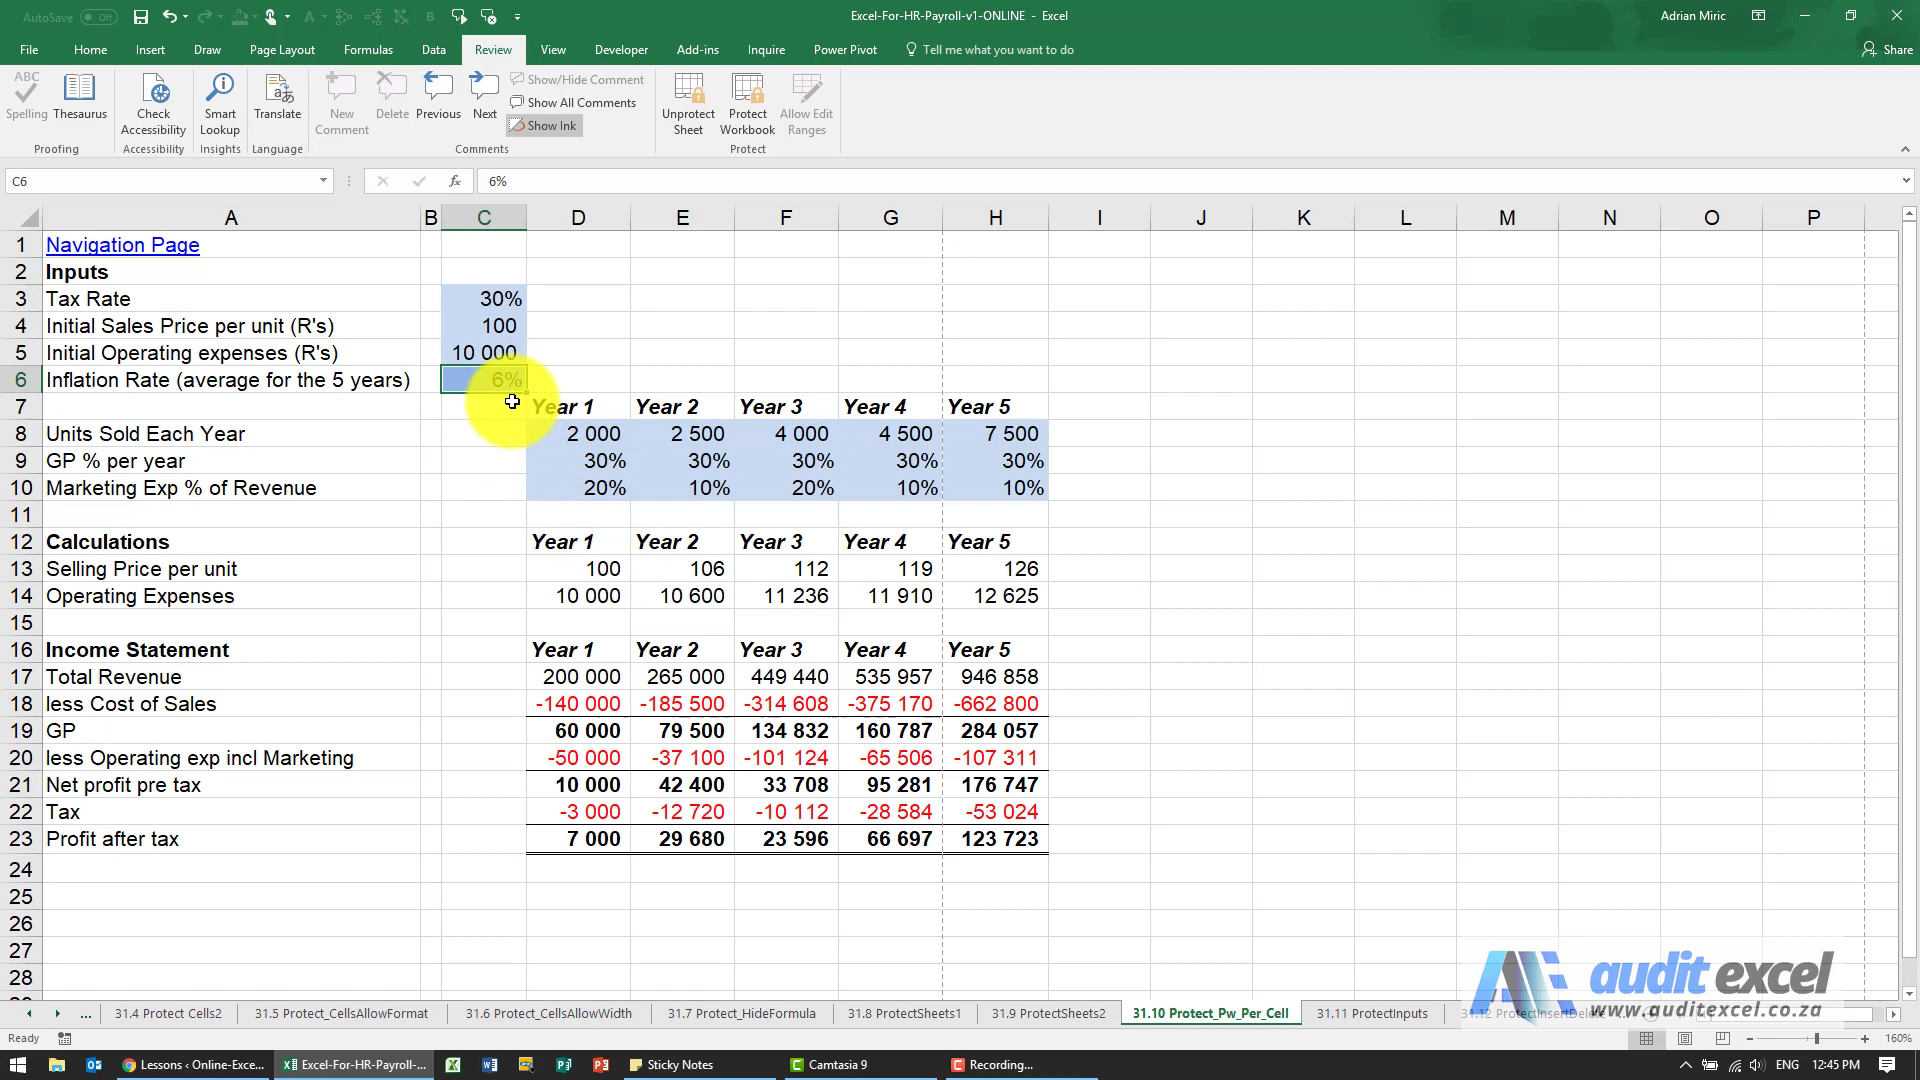 AutoSave Off
Excel-For-HR-Payroll-v1-ONLINE - Excel
Adrian Miric
File Home Insert Draw Page Layout Formulas Data Review View Developer Add-ins Inquire Power Pivot Tell me what you want to do Share
Spelling Thesaurus
Proofing
Check Accessibility
Accessibility
Smart Lookup
Insights
Translate
Language
New Comment
Delete
Previous
Next
Show/Hide Comment
Show All Comments
Show Ink
Comments
Unprotect Sheet
Protect Workbook
Allow Edit Ranges
Protect
C6 fx 6%
A B C D E F G H I J K L M N O P
1 Navigation Page
2 Inputs
3 Tax Rate 30%
4 Initial Sales Price per unit (R's) 100
5 Initial Operating expenses (R's) 10 000
6 Inflation Rate (average for the 5 years) 6%
7 Year 1 Year 2 Year 3 Year 4 Year 5
8 Units Sold Each Year 2 000 2 500 4 000 4 500 7 500
9 GP % per year 30% 30% 30% 30% 30%
10 Marketing Exp % of Revenue 20% 10% 20% 10% 10%
11
12 Calculations Year 1 Year 2 Year 3 Year 4 Year 5
13 Selling Price per unit 100 106 112 119 126
14 Operating Expenses 10 000 10 600 11 236 11 910 12 625
15
16 Income Statement Year 1 Year 2 Year 3 Year 4 Year 5
17 Total Revenue 200 000 265 000 449 440 535 957 946 858
18 less Cost of Sales -140 000 -185 500 -314 608 -375 170 -662 800
19 GP 60 000 79 500 134 832 160 787 284 057
20 less Operating exp incl Marketing -50 000 -37 100 -101 124 -65 506 -107 311
21 Net profit pre tax 10 000 42 400 33 708 95 281 176 747
22 Tax -3 000 -12 720 -10 112 -28 584 -53 024
23 Profit after tax 7 000 29 680 23 596 66 697 123 723
24
25
26
27
28
audit excel
www.auditexcel.co.za
... 31.4 Protect Cells2 31.5 Protect_CellsAllowFormat 31.6 Protect_CellsAllowWidth 31.7 Protect_HideFormula 31.8 ProtectSheets1 31.9 ProtectSheets2 31.10 Protect_Pw_Per_Cell 31.11 ProtectInputs 31.12 ProtectInsertDelete
Ready 160%
Lessons ‹ Online-Exce... Excel-For-HR-Payroll-... Sticky Notes Camtasia 9 Recording... ENG 12:45 PM